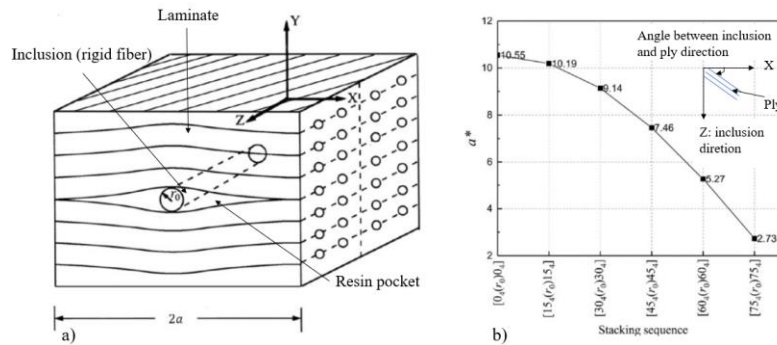 Laminate
Inclusion (rigid fiber)
Y
X
Z
r₀
Resin pocket
2a
a)
12
10
8
6
4
2
a*
10.55
10.19
9.14
7.46
5.27
2.73
Angle between inclusion
and ply direction
X
Ply
Z: inclusion
diretion
[0₄(r₀)0₄]
[15₄(r₀)15₄]
[30₄(r₀)30₄]
[45₄(r₀)45₄]
[60₄(r₀)60₄]
[75₄(r₀)75₄]
Stacking sequence
b)